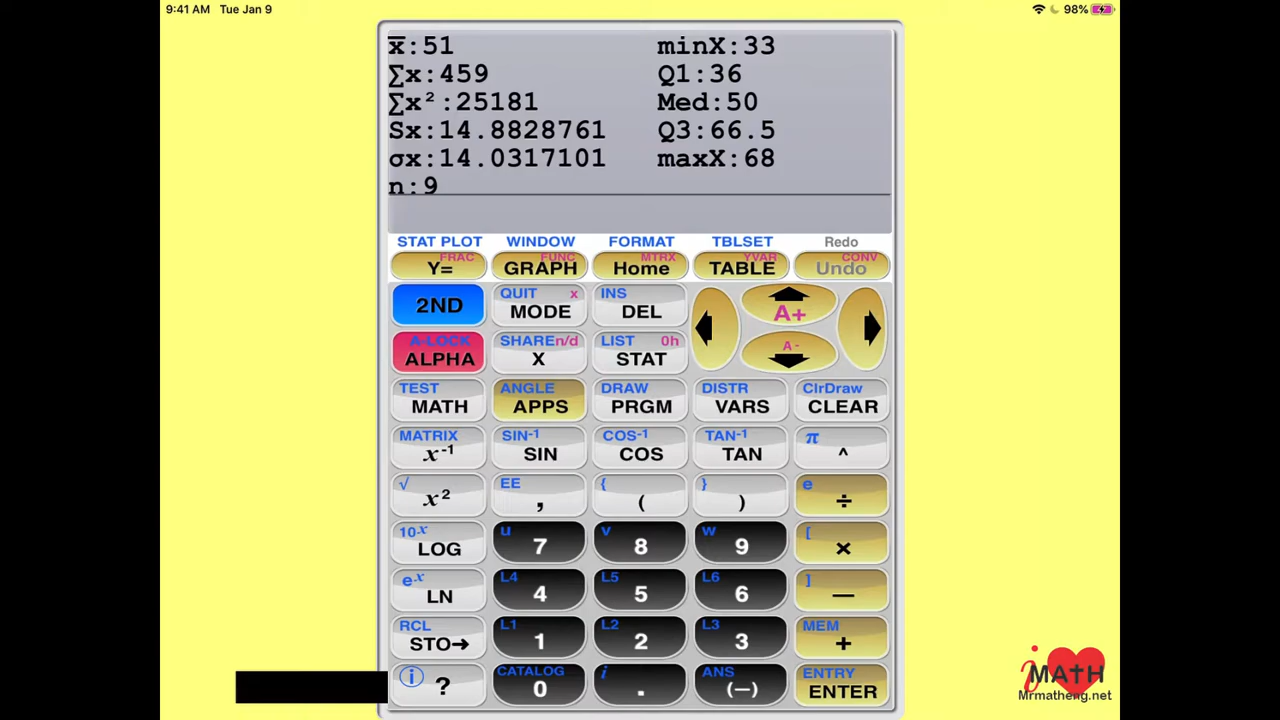 9:41 AM Tue Jan 9
98%
x̅:51 minX:33
∑x:459 Q1:36
∑x²:25181 Med:50
Sx:14.8828761 Q3:66.5
σx:14.0317101 maxX:68
n:9
STAT PLOT WINDOW FORMAT TBLSET Redo
FRAC FUNC MTRX YVAR CONV
Y= GRAPH Home TABLE Undo
QUIT x INS
2ND MODE DEL A+
A-LOCK SHARE n/d LIST 0h A-
ALPHA X STAT
TEST ANGLE DRAW DISTR ClrDraw
MATH APPS PRGM VARS CLEAR
MATRIX SIN-1 COS-1 TAN-1 π
x-1 SIN COS TAN ^
√ EE { } e
x2 , ( ) ÷
10x u v w [
LOG 7 8 9 ×
ex L4 L5 L6 ]
LN 4 5 6 —
RCL L1 L2 L3 MEM
STO➔ 1 2 3 +
i CATALOG i ANS ENTRY
? 0 . (—) ENTER
iMATH
Mrmatheng.net